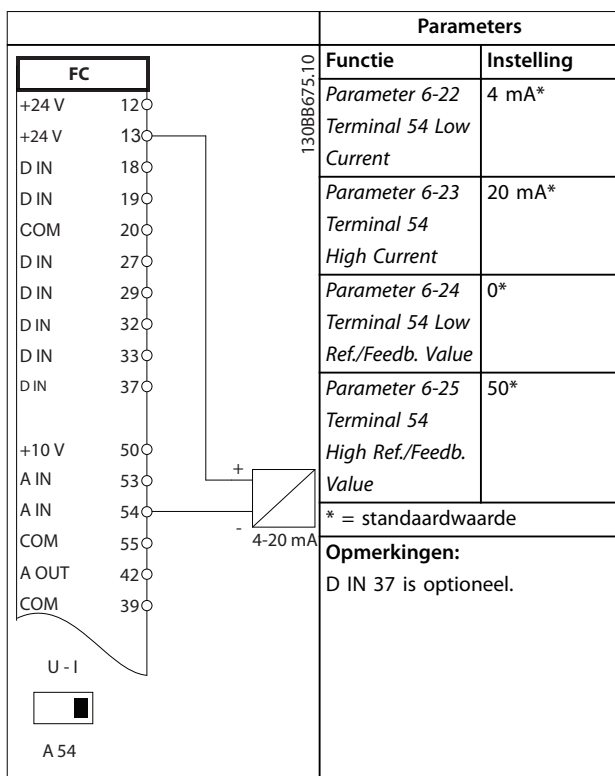 Parameters
FC
+24 V 12
+24 V 13
D IN 18
D IN 19
COM 20
D IN 27
D IN 29
D IN 32
D IN 33
D IN 37
+10 V 50
A IN 53
A IN 54
COM 55
A OUT 42
COM 39
U - I
A 54
+
-
4-20 mA
130BB675.10
Functie Instelling
Parameter 6-22 4 mA*
Terminal 54 Low
Current
Parameter 6-23 20 mA*
Terminal 54
High Current
Parameter 6-24 0*
Terminal 54 Low
Ref./Feedb. Value
Parameter 6-25 50*
Terminal 54
High Ref./Feedb.
Value
* = standaardwaarde
Opmerkingen:
D IN 37 is optioneel.